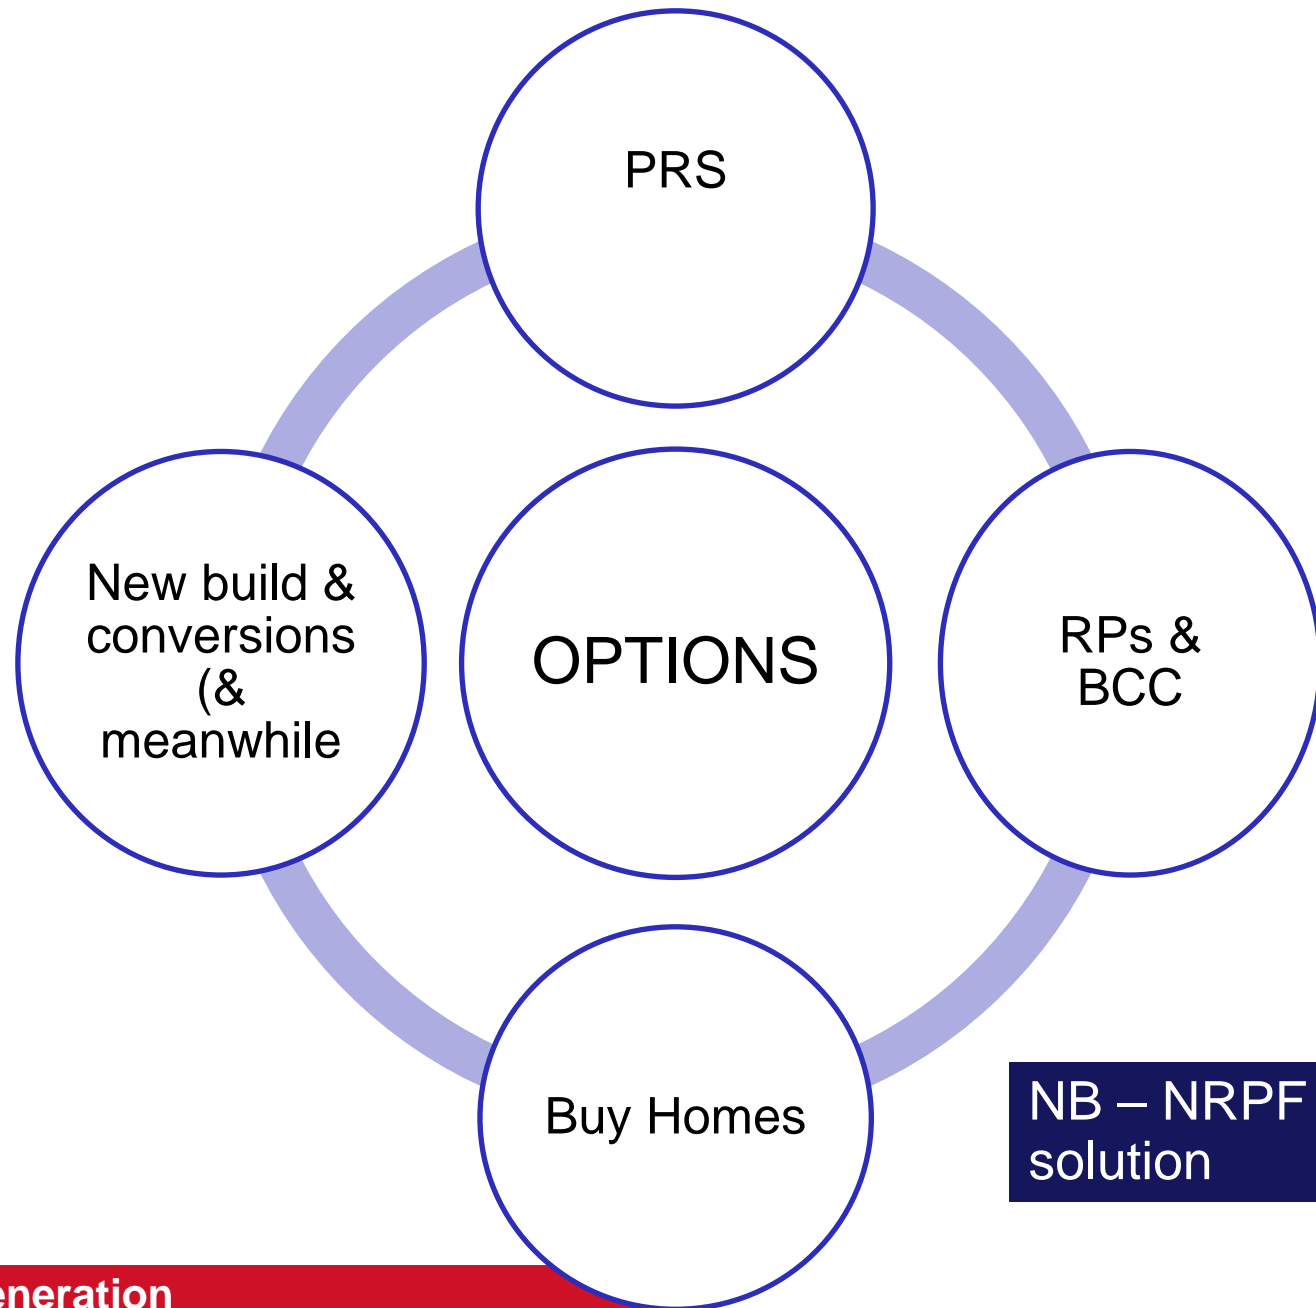 PRS
New build &
conversions
(&
meanwhile
OPTIONS
RPs &
BCC
Buy Homes
NB – NRPF
solution
eneration